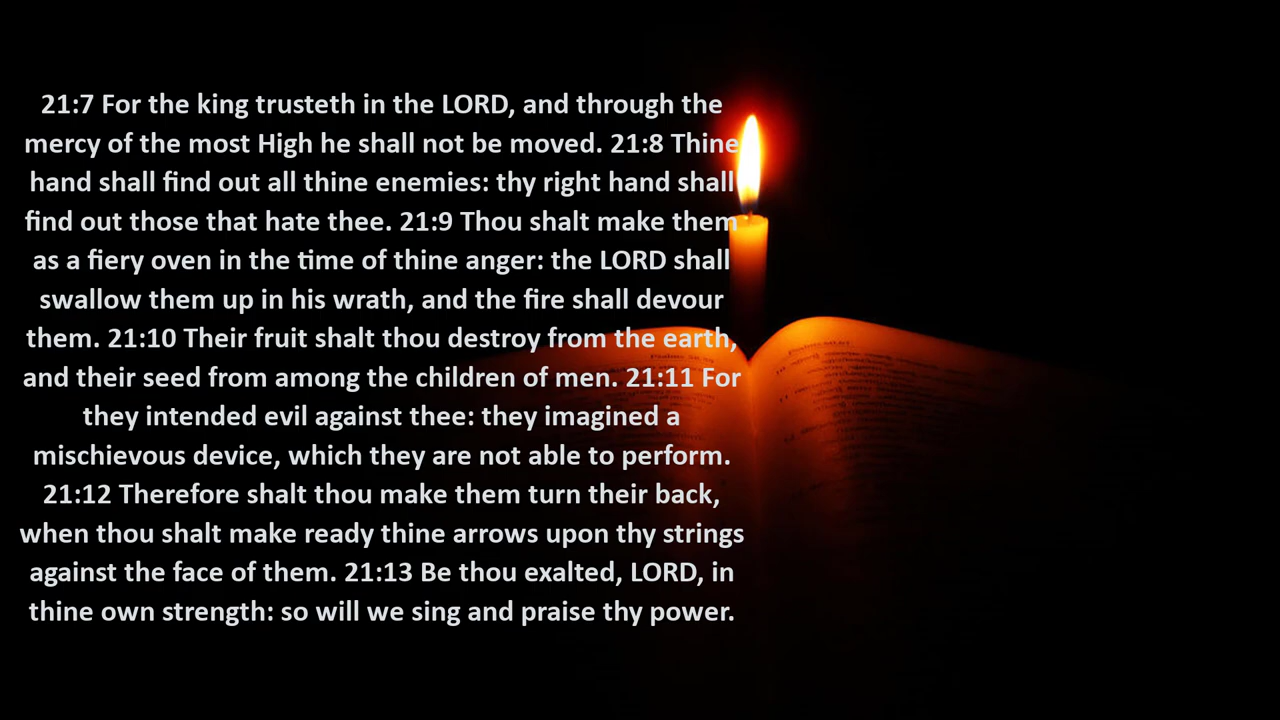 21:7 For the king trusteth in the LORD, and through the
mercy of the most High he shall not be moved. 21:8 Thine
hand shall find out all thine enemies: thy right hand shall
find out those that hate thee. 21:9 Thou shalt make them
as a fiery oven in the time of thine anger: the LORD shall
swallow them up in his wrath, and the fire shall devour
them. 21:10 Their fruit shalt thou destroy from the earth,
and their seed from among the children of men. 21:11 For
they intended evil against thee: they imagined a
mischievous device, which they are not able to perform.
21:12 Therefore shalt thou make them turn their back,
when thou shalt make ready thine arrows upon thy strings
against the face of them. 21:13 Be thou exalted, LORD, in
thine own strength: so will we sing and praise thy power.